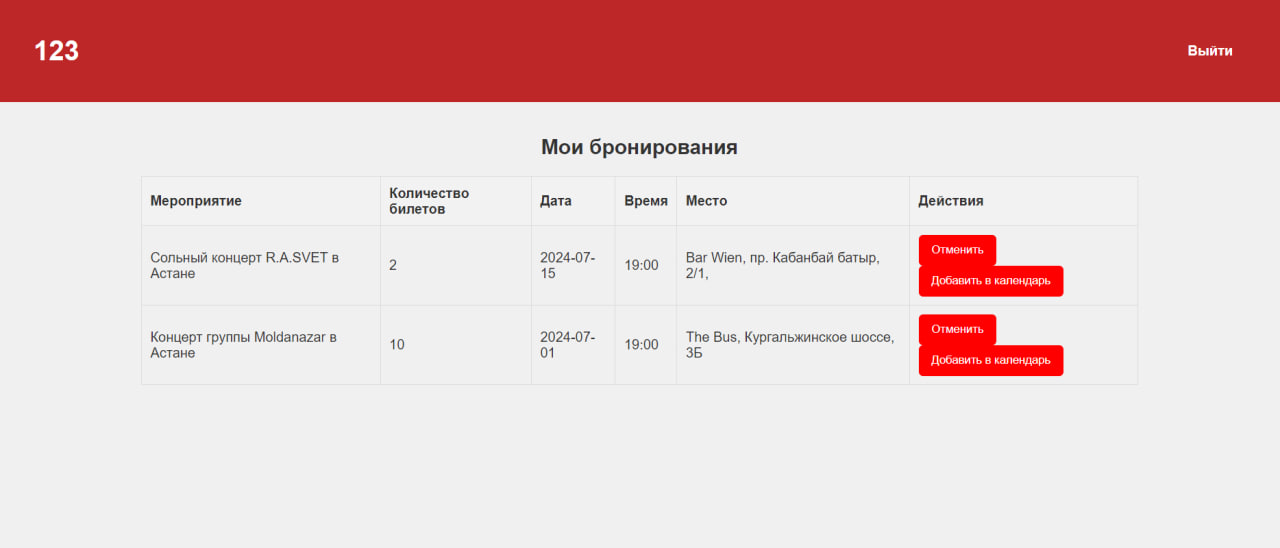 123
Выйти
Мои бронирования
Мероприятие
Количество
билетов
Дата
Время
Место
Действия
Сольный концерт R.A.SVET в
Астане
2
2024-07-
15
19:00
Bar Wien, пр. Кабанбай батыр,
2/1,
Отменить
Добавить в календарь
Концерт группы Moldanazar в
Астане
10
2024-07-
01
19:00
The Bus, Кургальжинское шоссе,
3Б
Отменить
Добавить в календарь